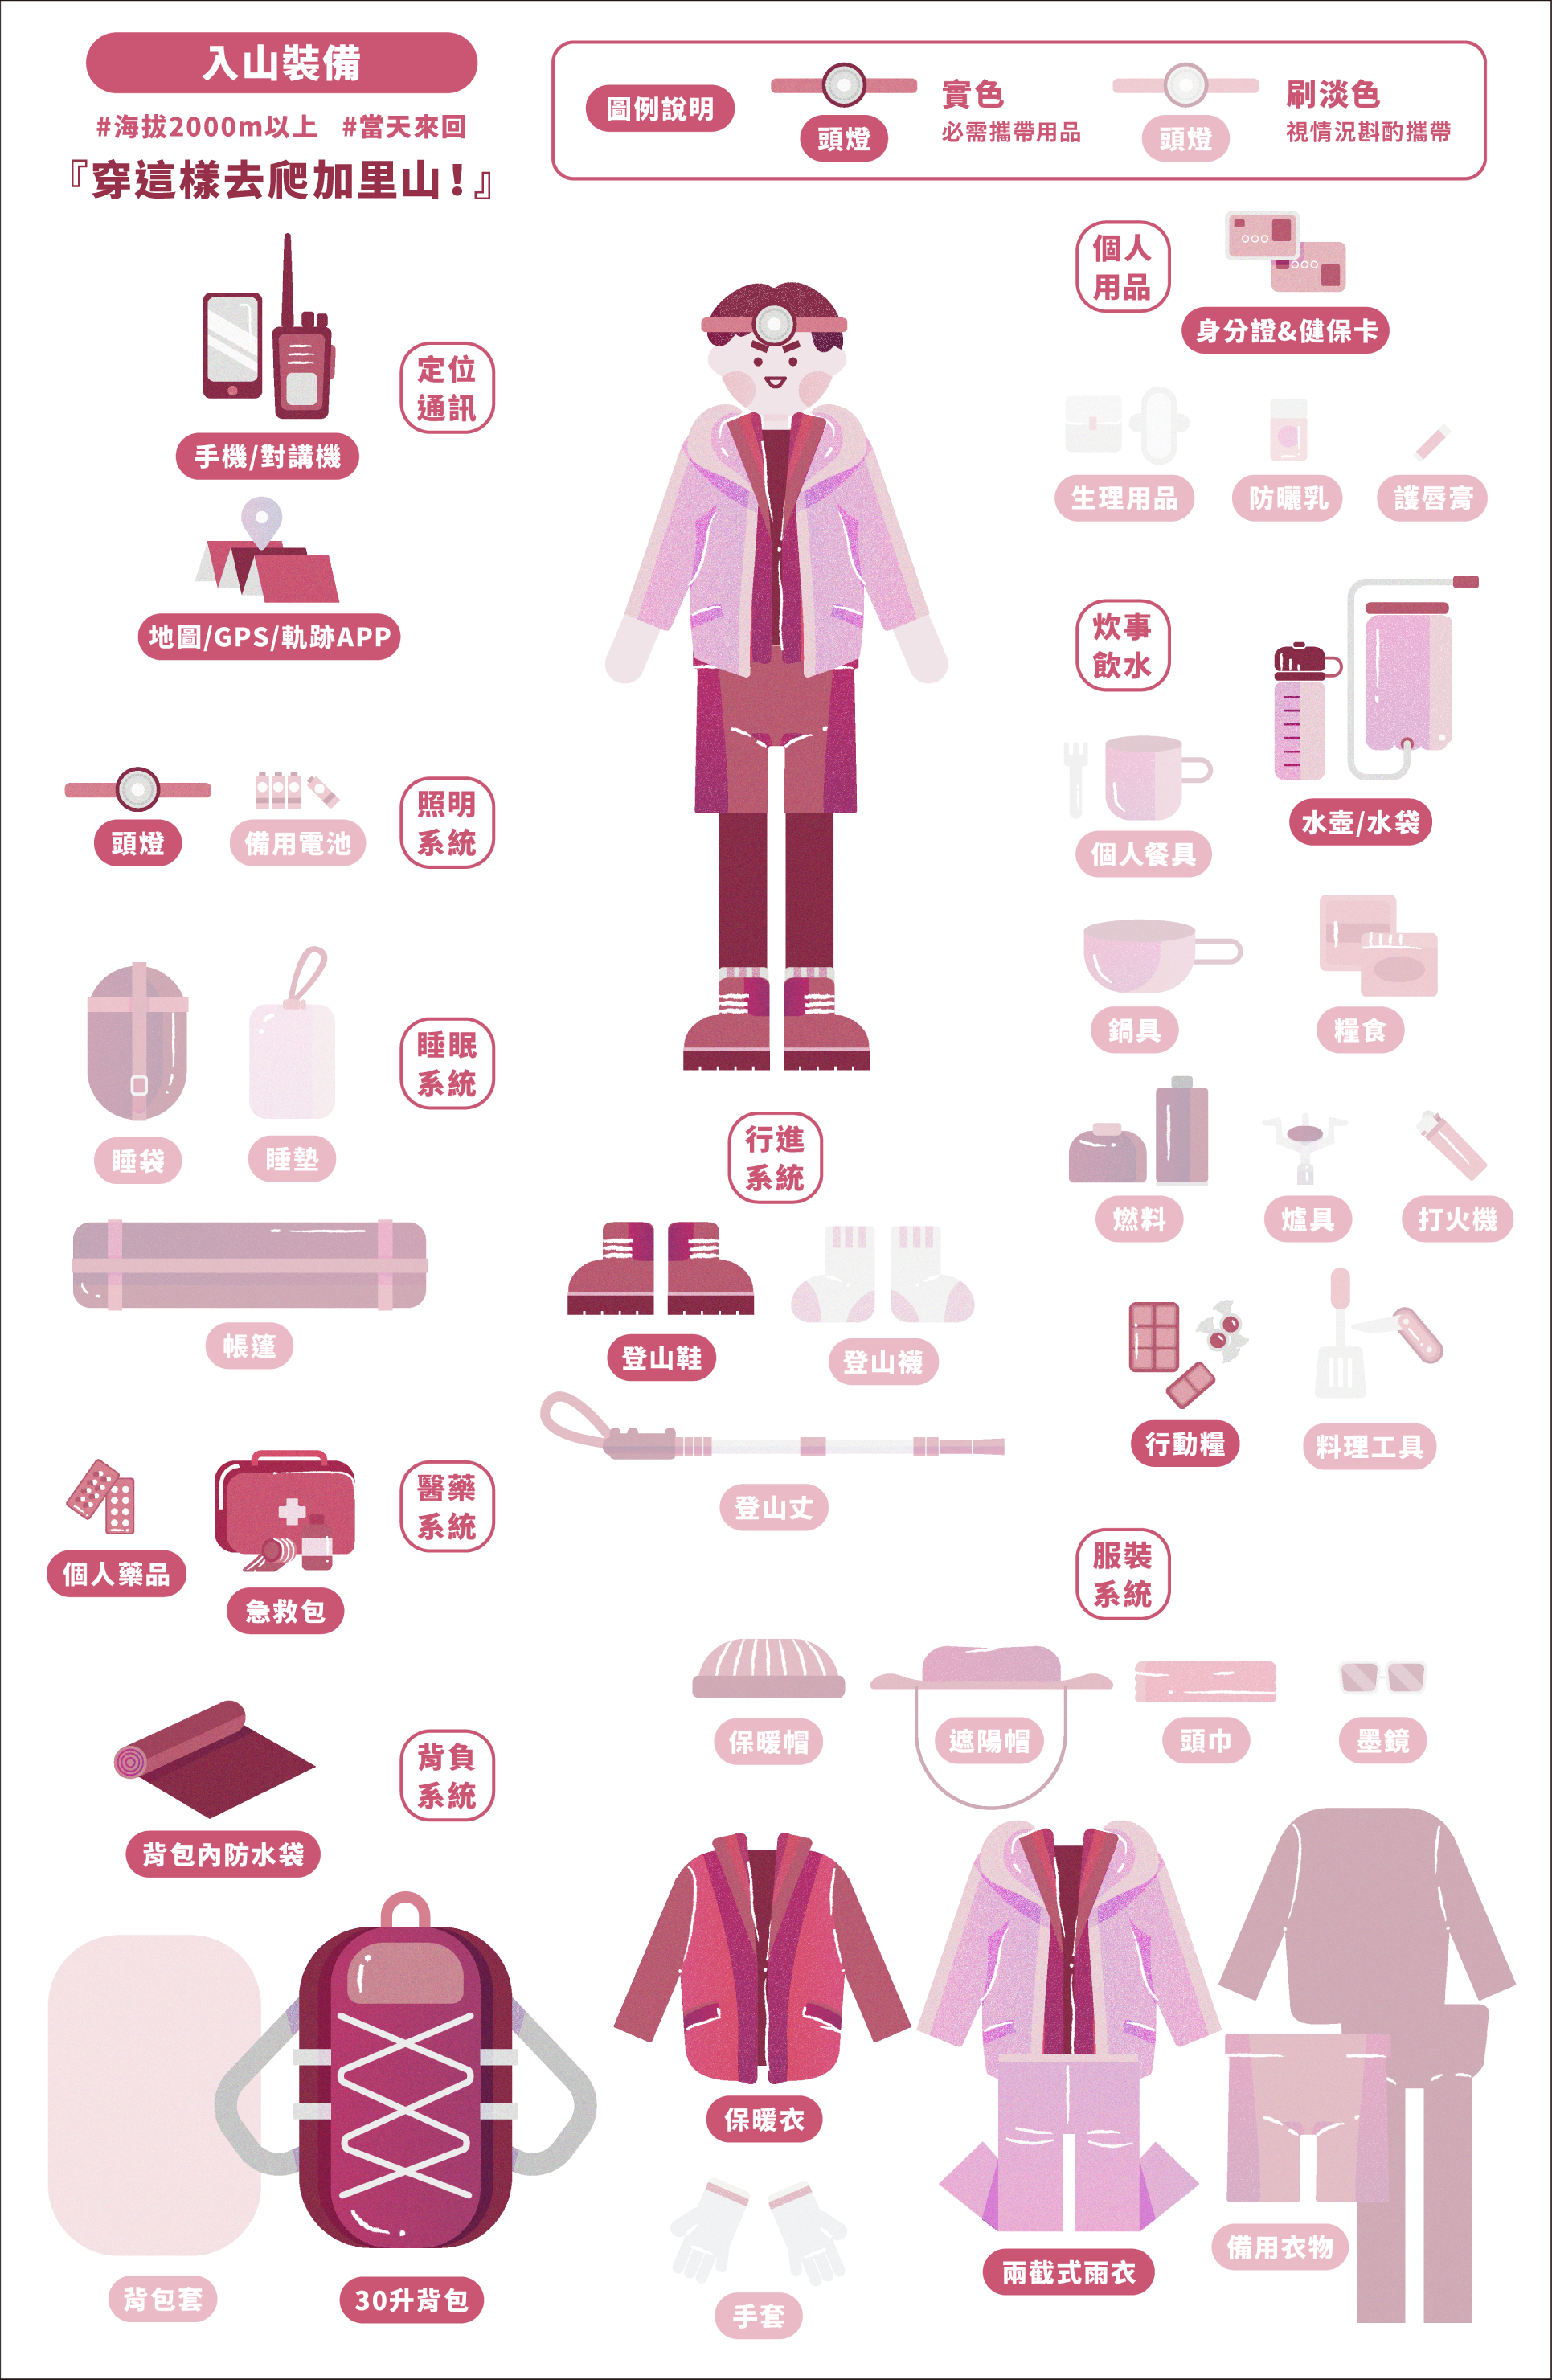 入山裝備
#海拔2000m以上 #當天來回
『穿這樣去爬加里山！』
圖例說明
頭燈
實色
必需攜帶用品
頭燈
刷淡色
視情況斟酌攜帶
定位
通訊
手機/對講機
地圖/GPS/軌跡APP
照明
系統
頭燈
備用電池
睡眠
系統
睡袋
睡墊
帳篷
醫藥
系統
個人藥品
急救包
背負
系統
背包內防水袋
背包套
30升背包
行進
系統
登山鞋
登山襪
登山丈
個人
用品
身分證&健保卡
生理用品
防曬乳
護唇膏
炊事
飲水
水壺/水袋
個人餐具
鍋具
糧食
燃料
爐具
打火機
行動糧
料理工具
服裝
系統
保暖帽
遮陽帽
頭巾
墨鏡
保暖衣
兩截式雨衣
備用衣物
手套